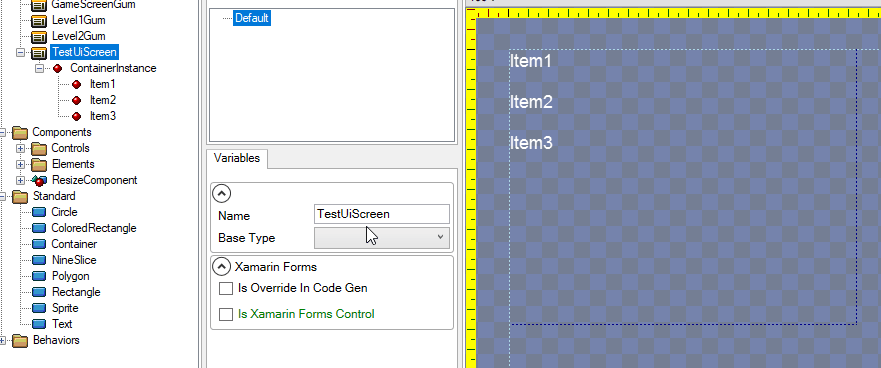 GameScreenGum
Level1Gum
Level2Gum
TestUiScreen
ContainerInstance
Item1
Item2
Item3
Components
Controls
Elements
ResizeComponent
Standard
Circle
ColoredRectangle
Container
NineSlice
Polygon
Rectangle
Sprite
Text
Behaviors
Default
Variables
Name TestUiScreen
Base Type
Xamarin Forms
Is Override In Code Gen
Is Xamarin Forms Control
Item1
Item2
Item3